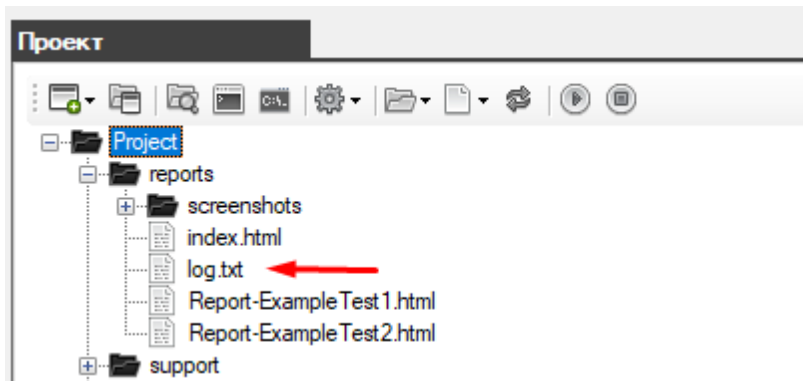 Проект
C:\.
Project
reports
screenshots
index.html
log.txt
Report-ExampleTest1.html
Report-ExampleTest2.html
support